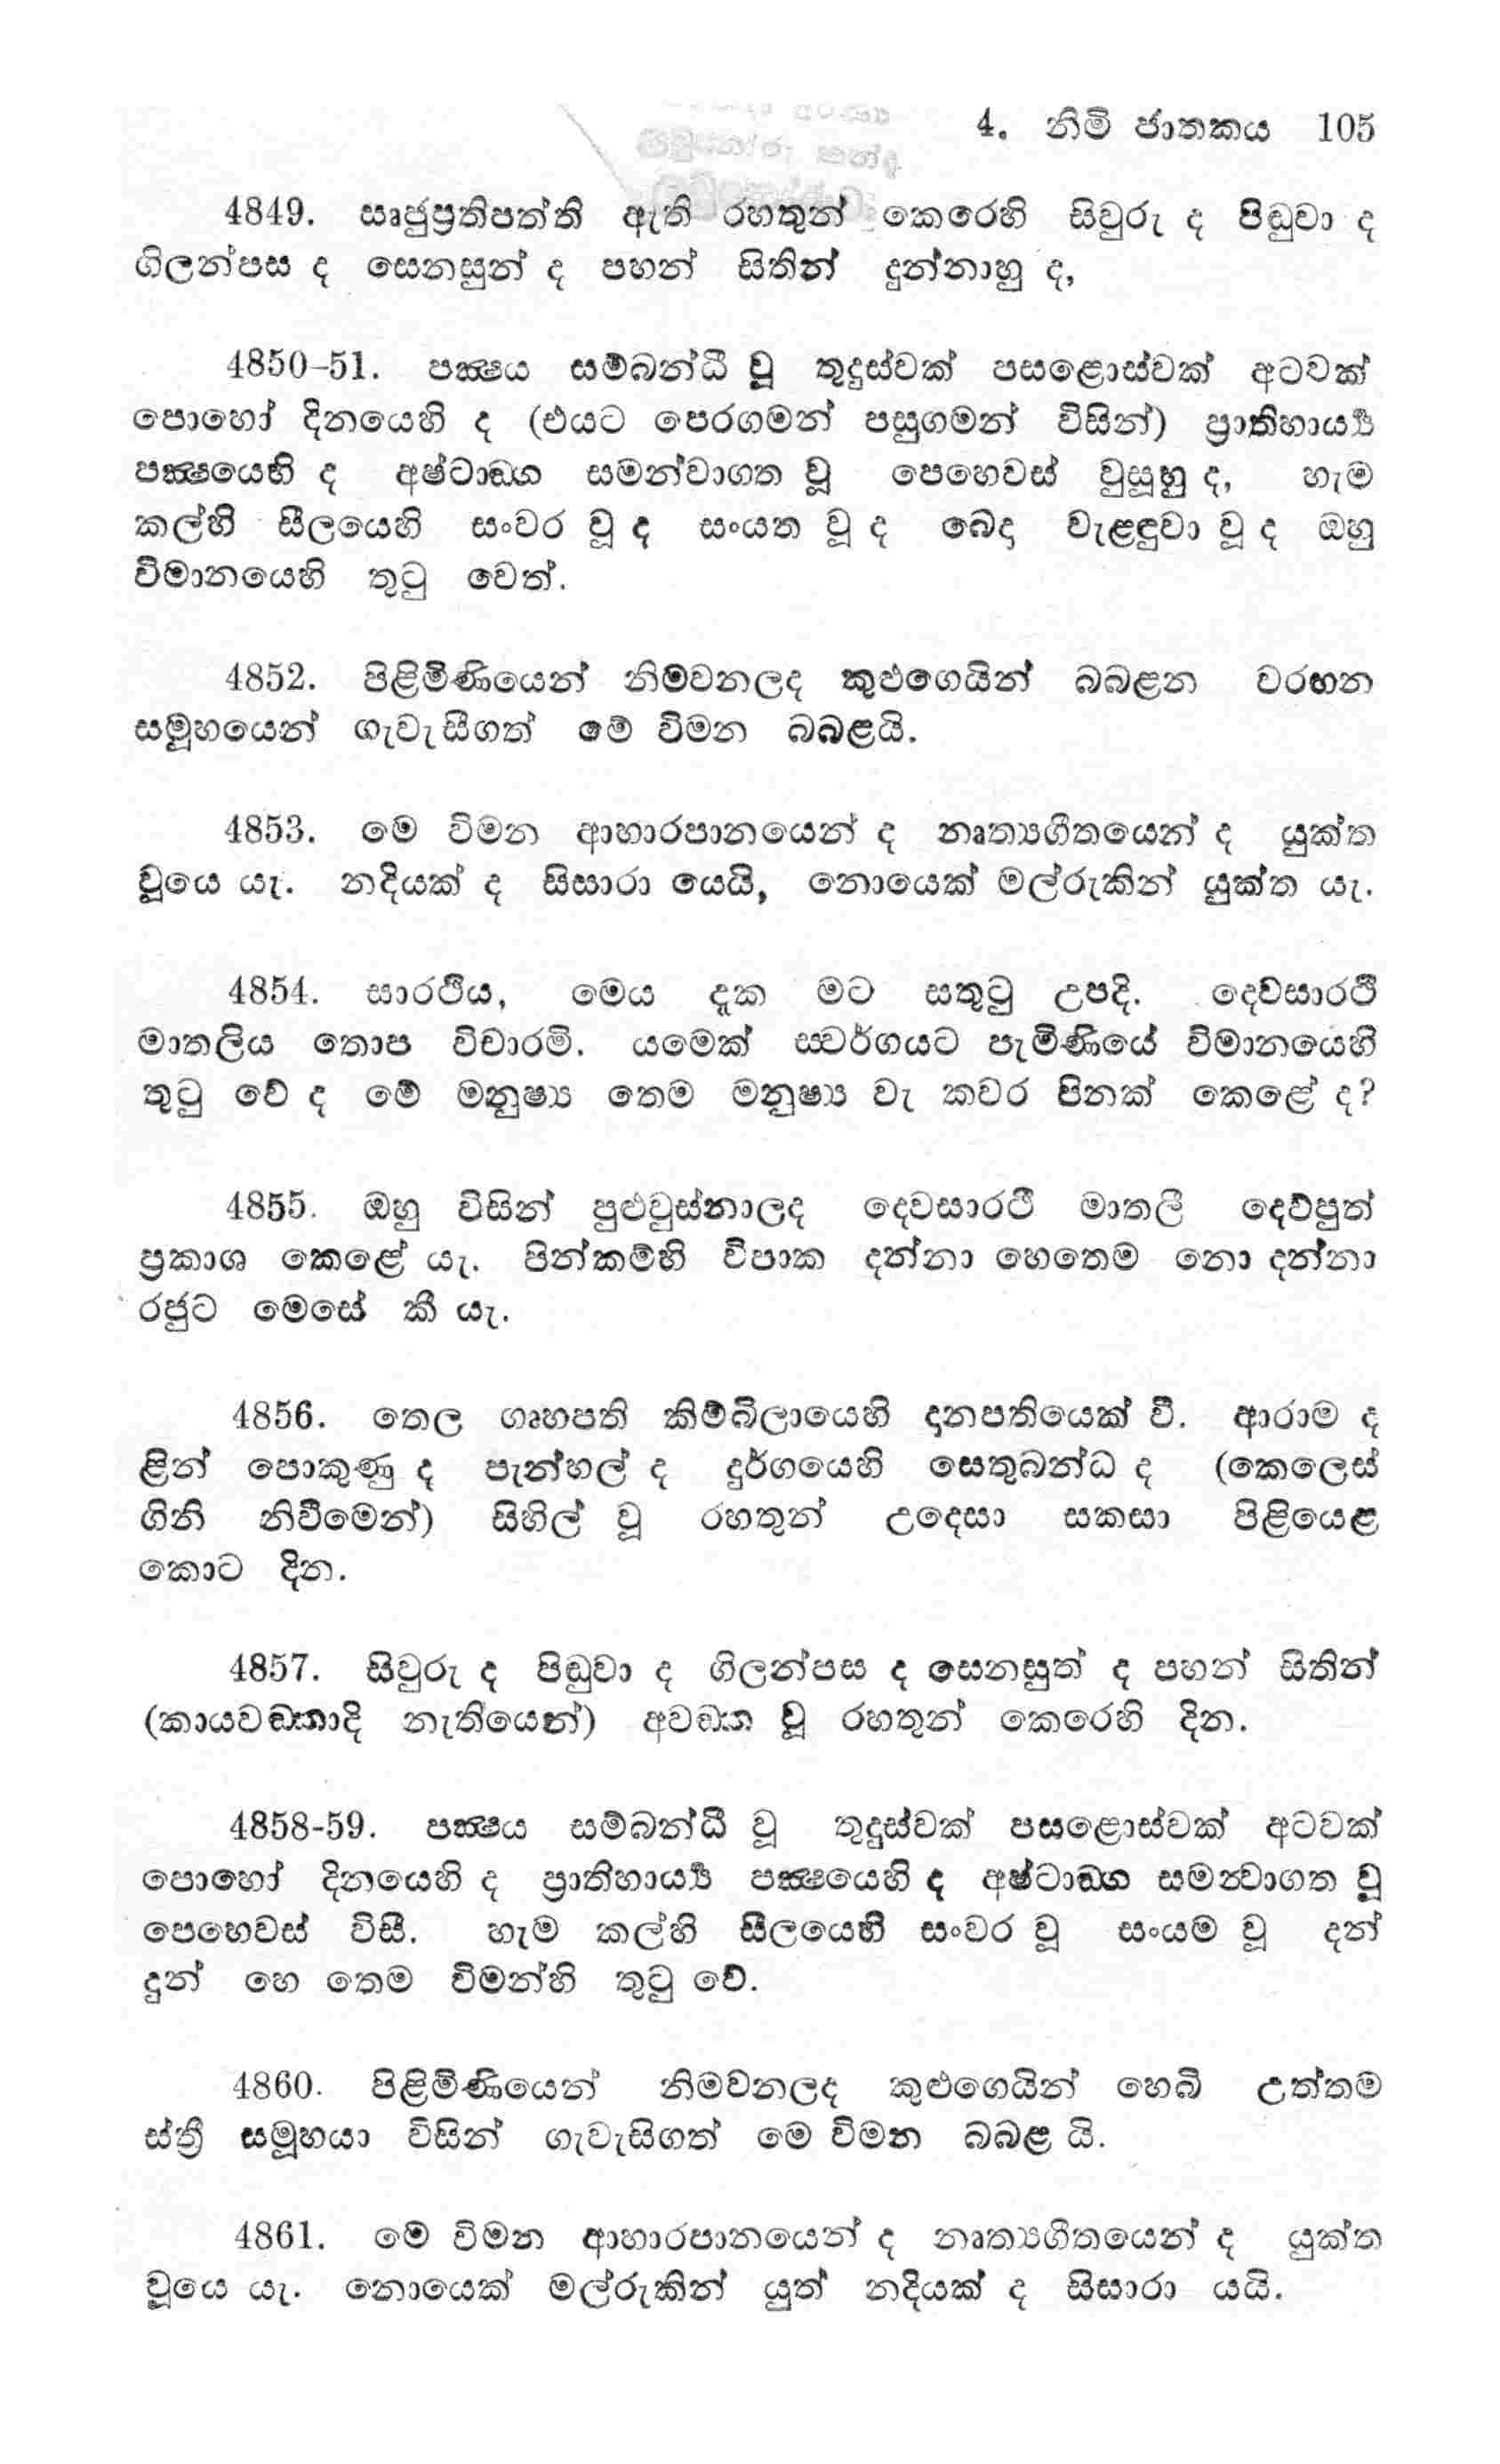 4. නිමි ජාතකය 105
4849. ඍජුප්‍රතිපත්ති ඇති රහතුන් කෙරෙහි සිවුරු ද පිඬුවා ද
ගිලන්පස ද සෙනසුන් ද පහන් සිතින් දුන්නාහු ද,
4850-51. පක්‍ෂය සම්බන්ධී වූ තුදුස්වක් පසළොස්වක් අටවක්
පොහෝ දිනයෙහි ද (එයට පෙරගමන් පසුගමන් විසින්) ප්‍රාතිහාර්‍ය්‍ය
පක්‍ෂයෙහි ද අෂ්ටාඞ්ග සමන්වාගත වූ පෙහෙවස් වුසූහු ද, හැම
කල්හි සීලයෙහි සංවර වූ ද සංයත වූ ද බෙදා වැළඳුවා වූ ද ඔහු
විමානයෙහි තුටු වෙත්.
4852. පිළිමිණියෙන් නිම්වනලද කුළුගෙයින් බබළන වරඟන
සමූහයෙන් ගැවැසීගත් මේ විමන බබළයි.
4853. මෙ විමන ආහාරපානයෙන් ද නෘත්‍යගීතයෙන් ද යුක්ත
වූයෙ යැ. නදියක් ද සිසාරා යෙයි, නොයෙක් මල්රුකින් යුක්ත යැ.
4854. සාරථිය, මෙය දැක මට සතුටු උපදි. දෙව්සාරථි
මාතලිය තොප විචාරමි. යමෙක් ස්වර්ගයට පැමිණියේ විමානයෙහි
තුටු වේ ද මේ මනුෂ්‍ය තෙම මනුෂ්‍ය වැ කවර පිනක් කෙළේ ද?
4855. ඔහු විසින් පුළුවුස්නාලද දෙවසාරථි මාතලී දෙව්පුත්
ප්‍රකාශ කෙළේ යැ. පින්කම්හි විපාක දන්නා හෙතෙම නො දන්නා
රජුට මෙසේ කී යැ.
4856. තෙල ගෘහපති කිම්බිලායෙහි දානපතියෙක් වී. ආරාම ද
ළින් පොකුණු ද පැන්හල් ද දුර්ගයෙහි සෙතුබන්ධ ද (කෙලෙස්
ගිනි නිවීමෙන්) සිහිල් වූ රහතුන් උදෙසා සකසා පිළියෙළ
කොට දින.
4857. සිවුරු ද පිඬුවා ද ගිලන්පස ද සෙනසුන් ද පහන් සිතින්
(කායවඞ්කාදි නැතියෙන්) අවඞ්ක වූ රහතුන් කෙරෙහි දින.
4858-59. පක්‍ෂය සම්බන්ධී වූ තුදුස්වක් පසළොස්වක් අටවක්
පොහෝ දිනයෙහි ද ප්‍රාතිහාර්‍ය්‍ය පක්‍ෂයෙහි ද අෂ්ටාඞ්ග සමන්වාගත වූ
පෙහෙවස් විසී. හැම කල්හි සීලයෙහි සංවර වූ සංයම වූ දන්
දුන් හෙ තෙම විමන්හි තුටු වේ.
4860. පිළිමිණියෙන් නිමවනලද කුළුගෙයින් හෙබි උත්තම
ස්ත්‍රී සමූහයා විසින් ගැවැසිගත් මෙ විමන බබළ යි.
4861. මේ විමන ආහාරපානයෙන් ද නෘත්‍යගීතයෙන් ද යුක්ත
වූයෙ යැ. නොයෙක් මල්රුකින් යුත් නදියක් ද සිසාරා යයි.